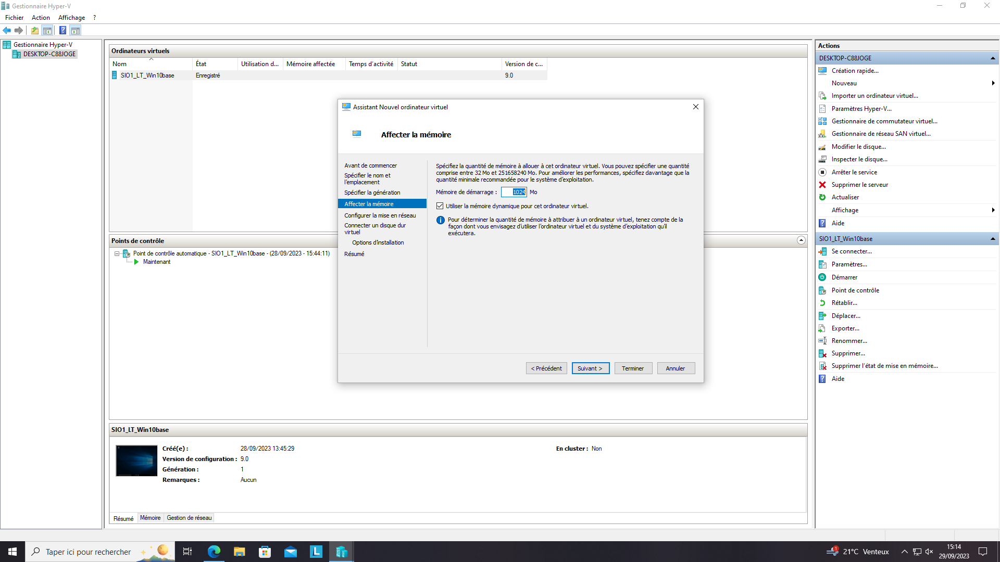 Gestionnaire Hyper-V
Fichier Action Affichage ?
Gestionnaire Hyper-V
DESKTOP-C88JOGE
Ordinateurs virtuels
Nom État Utilisation d... Mémoire affectée Temps d'activité Statut Version de c...
SIO1_LT_Win10base Enregistré 9.0
Points de contrôle
Point de contrôle automatique - SIO1_LT_Win10base - (28/09/2023 - 15:44:11)
Maintenant
Assistant Nouvel ordinateur virtuel
Affecter la mémoire
Avant de commencer
Spécifier le nom et
l'emplacement
Spécifier la génération
Affecter la mémoire
Configurer la mise en réseau
Connecter un disque dur
virtuel
Options d'installation
Résumé
Spécifiez la quantité de mémoire à allouer à cet ordinateur virtuel. Vous pouvez spécifier une quantité
comprise entre 32 Mo et 251658240 Mo. Pour améliorer les performances, spécifiez davantage que la
quantité minimale recommandée pour le système d'exploitation.
Mémoire de démarrage : 1024 Mo
Utiliser la mémoire dynamique pour cet ordinateur virtuel.
Pour déterminer la quantité de mémoire à attribuer à un ordinateur virtuel, tenez compte de la
façon dont vous envisagez d'utiliser l'ordinateur virtuel et du système d'exploitation qu'il
exécutera.
< Précédent Suivant > Terminer Annuler
SIO1_LT_Win10base
Créé(e) : 28/09/2023 13:45:29 En cluster : Non
Version de configuration : 9.0
Génération : 1
Remarques : Aucun
Résumé Mémoire Gestion de réseau
Actions
DESKTOP-C88JOGE
Création rapide...
Nouveau
Importer un ordinateur virtuel...
Paramètres Hyper-V...
Gestionnaire de commutateur virtuel...
Gestionnaire de réseau SAN virtuel...
Modifier le disque...
Inspecter le disque...
Arrêter le service
Supprimer le serveur
Actualiser
Affichage
Aide
SIO1_LT_Win10base
Se connecter...
Paramètres...
Démarrer
Point de contrôle
Rétablir...
Déplacer...
Exporter...
Renommer...
Supprimer...
Supprimer l'état de mise en mémoire...
Aide
Taper ici pour rechercher
L
1
21°C Venteux
15:14
29/09/2023